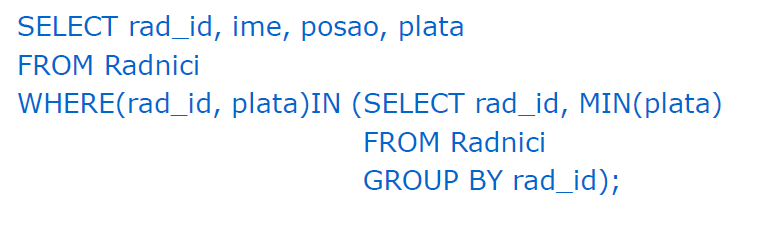 SELECT rad_id, ime, posao, plata
FROM Radnici
WHERE(rad_id, plata)IN (SELECT rad_id, MIN(plata)
FROM Radnici
GROUP BY rad_id);